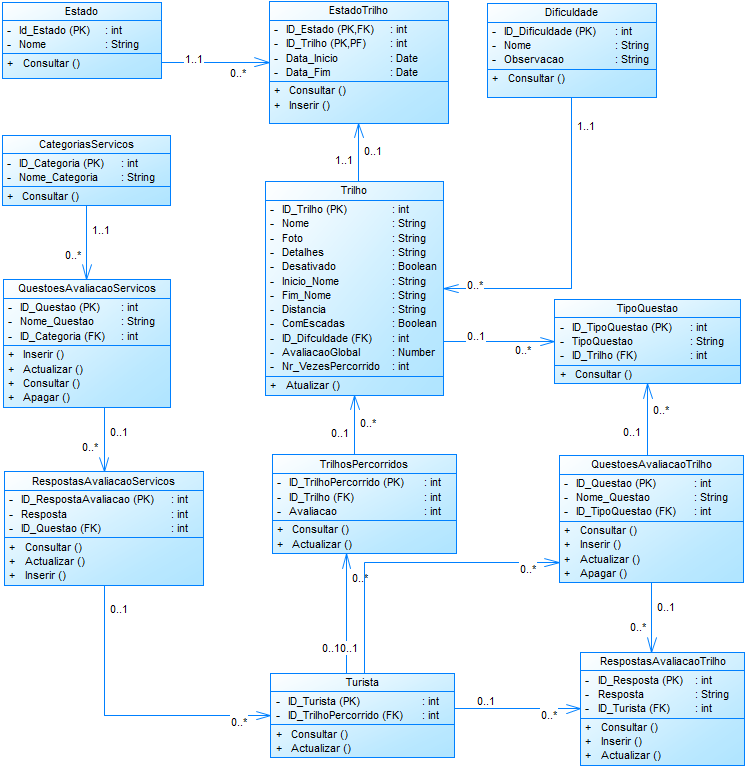 Estado
- Id_Estado (PK) : int
- Nome : String
+ Consultar ()
EstadoTrilho
- ID_Estado (PK,FK) : int
- ID_Trilho (PK,PF) : int
- Data_Inicio : Date
- Data_Fim : Date
+ Consultar ()
+ Inserir ()
Dificuldade
- ID_Dificuldade (PK) : int
- Nome : String
- Observacao : String
+ Consultar ()
1..1
0..*
1..1
0..1
1..1
CategoriasServicos
- ID_Categoria (PK) : int
- Nome_Categoria : String
+ Consultar ()
1..1
0..*
Trilho
- ID_Trilho (PK) : int
- Nome : String
- Foto : String
- Detalhes : String
- Desativado : Boolean
- Inicio_Nome : String
- Fim_Nome : String
- Distancia : String
- ComEscadas : Boolean
- ID_Difculdade (FK) : int
- AvaliacaoGlobal : Number
- Nr_VezesPercorrido : int
+ Atualizar ()
0..*
0..1
0..*
QuestoesAvaliacaoServicos
- ID_Questao (PK) : int
- Nome_Questao : String
- ID_Categoria (FK) : int
+ Inserir ()
+ Actualizar ()
+ Consultar ()
+ Apagar ()
TipoQuestao
- ID_TipoQuestao (PK) : int
- TipoQuestao : String
- ID_Trilho (FK) : int
+ Consultar ()
0..1
0..*
0..*
0..1
0..*
0..1
RespostasAvaliacaoServicos
- ID_RespostaAvaliacao (PK) : int
- Resposta : int
- ID_Questao (FK) : int
+ Consultar ()
+ Actualizar ()
+ Inserir ()
TrilhosPercorridos
- ID_TrilhoPercorrido (PK) : int
- ID_Trilho (FK) : int
- Avaliacao : int
+ Consultar ()
+ Actualizar ()
QuestoesAvaliacaoTrilho
- ID_Questao (PK) : int
- Nome_Questao : String
- ID_TipoQuestao (FK) : int
+ Consultar ()
+ Inserir ()
+ Actualizar ()
+ Apagar ()
0..*
0..*
0..1
0..1
0..*
0..1
0..1
Turista
- ID_Turista (PK) : int
- ID_TrilhoPercorrido (FK) : int
+ Consultar ()
+ Actualizar ()
0..*
0..1
0..*
RespostasAvaliacaoTrilho
- ID_Resposta (PK) : int
- Resposta : String
- ID_Turista (FK) : int
+ Consultar ()
+ Inserir ()
+ Actualizar ()